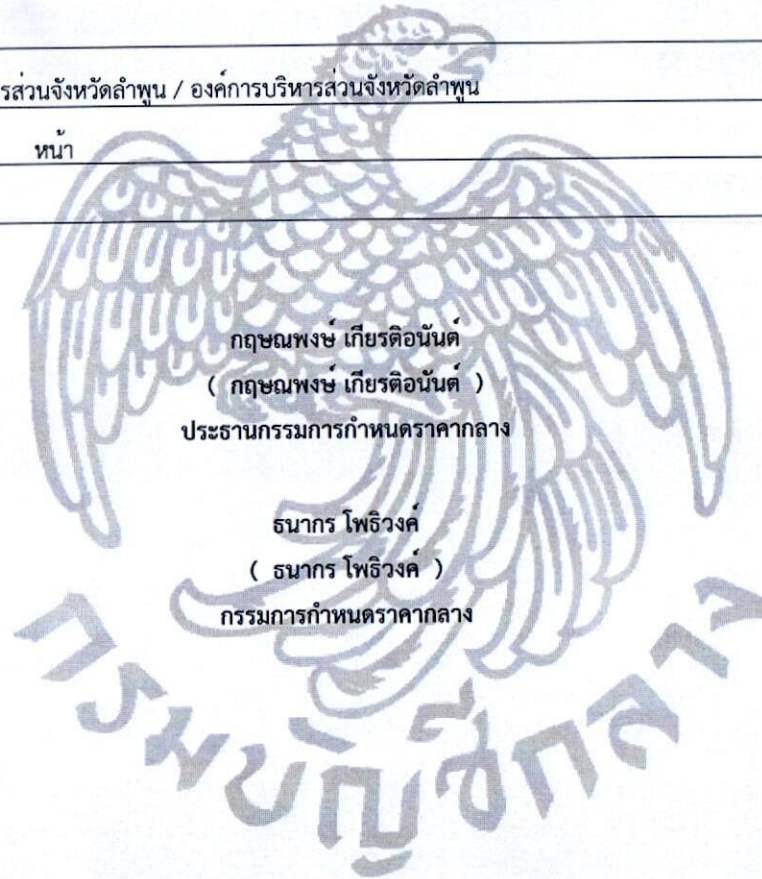 รส่วนจังหวัดลำพูน / องค์การบริหารส่วนจังหวัดลำพูน
หน้า
กฤษณพงษ์ เกียรติอนันต์
( กฤษณพงษ์ เกียรติอนันต์ )
ประธานกรรมการกำหนดราคากลาง
ธนากร โพธิวงค์
( ธนากร โพธิวงค์ )
กรรมการกำหนดราคากลาง
กรมบัญชีกลาง